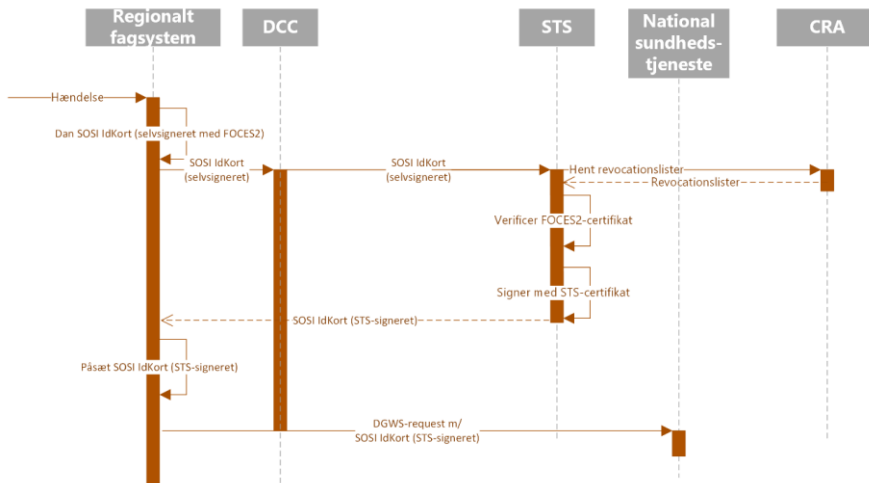 Regionalt
fagsystem
DCC
STS
National
sundheds-
tjeneste
CRA
Hændelse
Dan SOSI IdKort (selvsigneret med FOCES2)
SOSI IdKort
(selvsigneret)
SOSI IdKort
(selvsigneret)
Hent revocationslister
Revocationslister
Verificer FOCES2-certifikat
Signer med STS-certifikat
SOSI IdKort (STS-signeret)
Påsæt SOSI IdKort (STS-signeret)
DGWS-request m/
SOSI IdKort (STS-signeret)